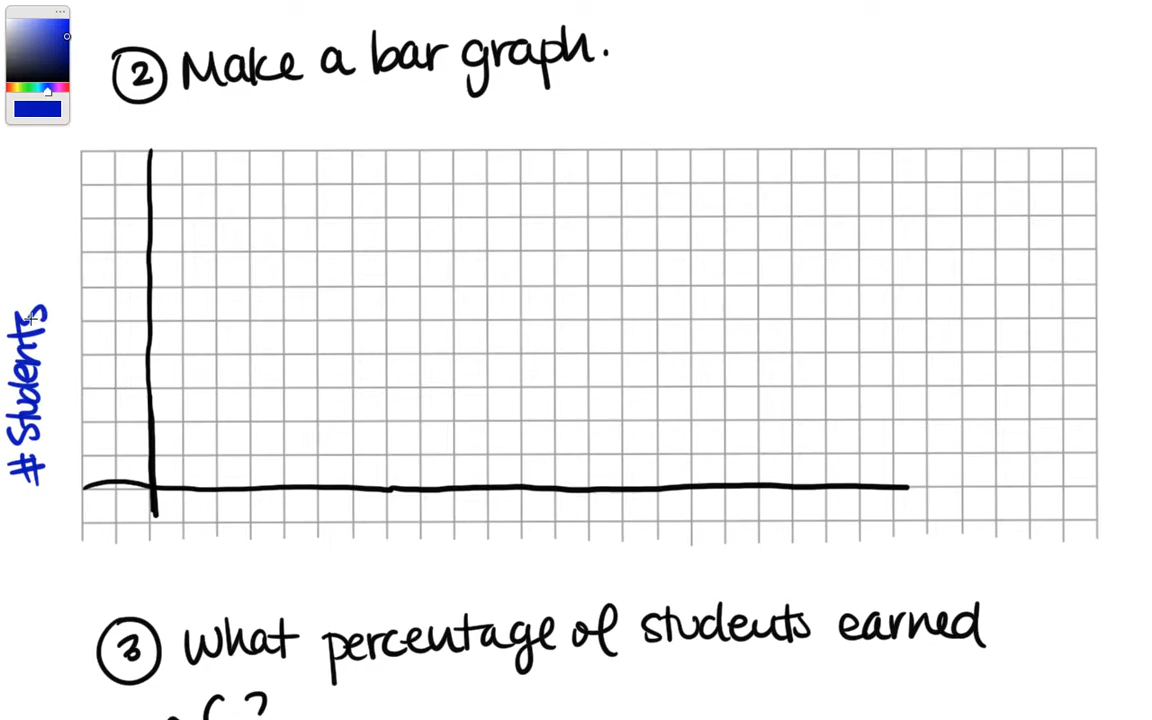 ② Make a bar graph.
#Students
③ What percentage of students earned
C?